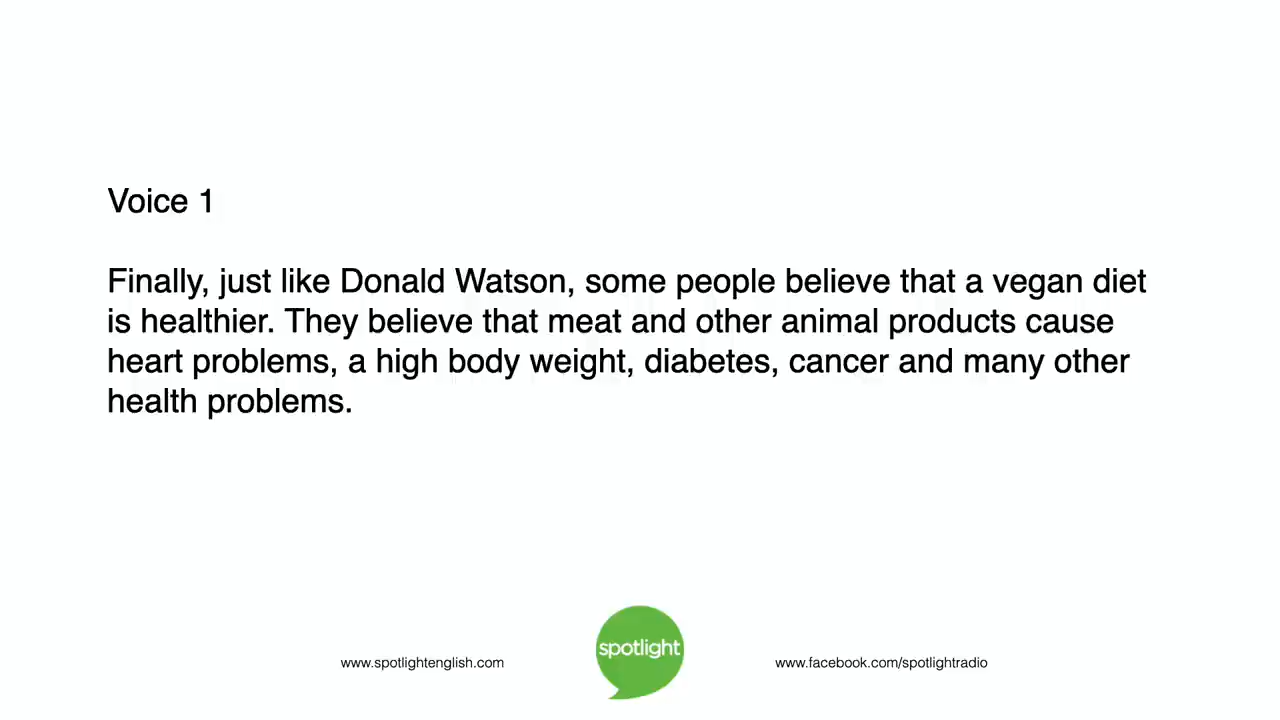 Voice 1
Finally, just like Donald Watson, some people believe that a vegan diet
is healthier. They believe that meat and other animal products cause
heart problems, a high body weight, diabetes, cancer and many other
health problems.
www.spotlightenglish.com
spotlight
www.facebook.com/spotlightradio